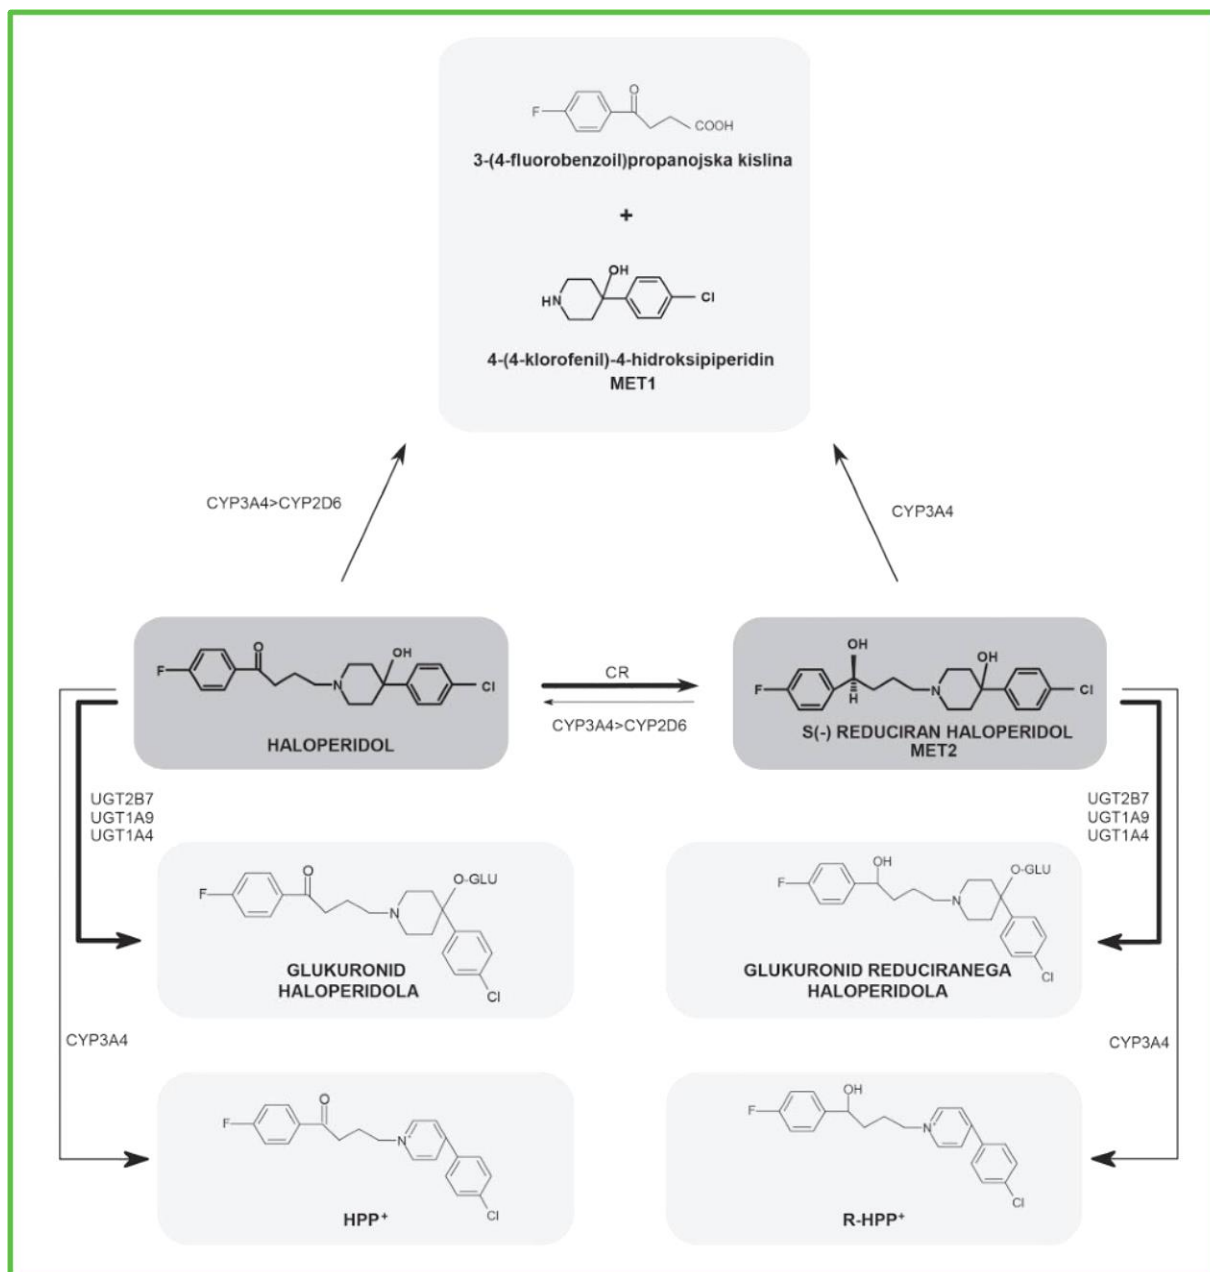 O
F
COOH
3-(4-fluorobenzoil)propanojska kislina
+
OH
HN
Cl
4-(4-klorofenil)-4-hidroksipiperidin
MET1
CYP3A4>CYP2D6
CYP3A4
O
OH
F
N
Cl
HALOPERIDOL
CR
CYP3A4>CYP2D6
OH
OH
F
H
N
Cl
S(-) REDUCIRAN HALOPERIDOL
MET2
UGT2B7
UGT1A9
UGT1A4
UGT2B7
UGT1A9
UGT1A4
O
O-GLU
F
N
Cl
GLUKURONID
HALOPERIDOLA
OH
O-GLU
F
N
Cl
GLUKURONID REDUCIRANEGA
HALOPERIDOLA
CYP3A4
CYP3A4
O
F
N+
Cl
HPP+
OH
F
N+
Cl
R-HPP+